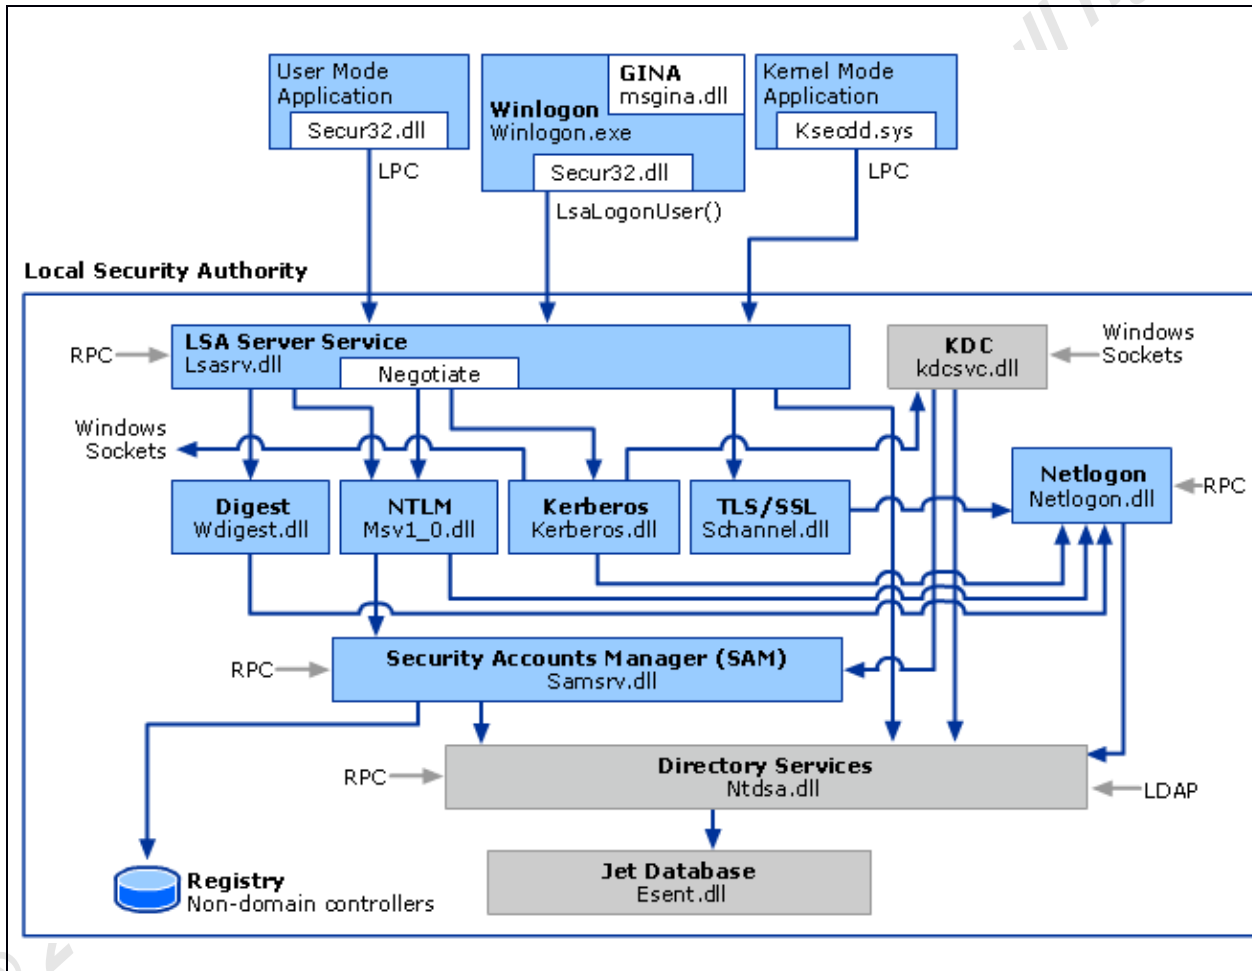 User Mode
Application
Secur32.dll
GINA
msgina.dll
Winlogon
Winlogon.exe
Secur32.dll
Kernel Mode
Application
Ksecdd.sys
LPC
LsaLogonUser()
LPC
Local Security Authority
RPC
LSA Server Service
Lsasrv.dll
Negotiate
KDC
kdcsvc.dll
Windows
Sockets
Windows
Sockets
Digest
Wdigest.dll
NTLM
Msv1_0.dll
Kerberos
Kerberos.dll
TLS/SSL
Schannel.dll
Netlogon
Netlogon.dll
RPC
RPC
Security Accounts Manager (SAM)
Samsrv.dll
RPC
Directory Services
Ntdsa.dll
LDAP
Jet Database
Esent.dll
Registry
Non-domain controllers